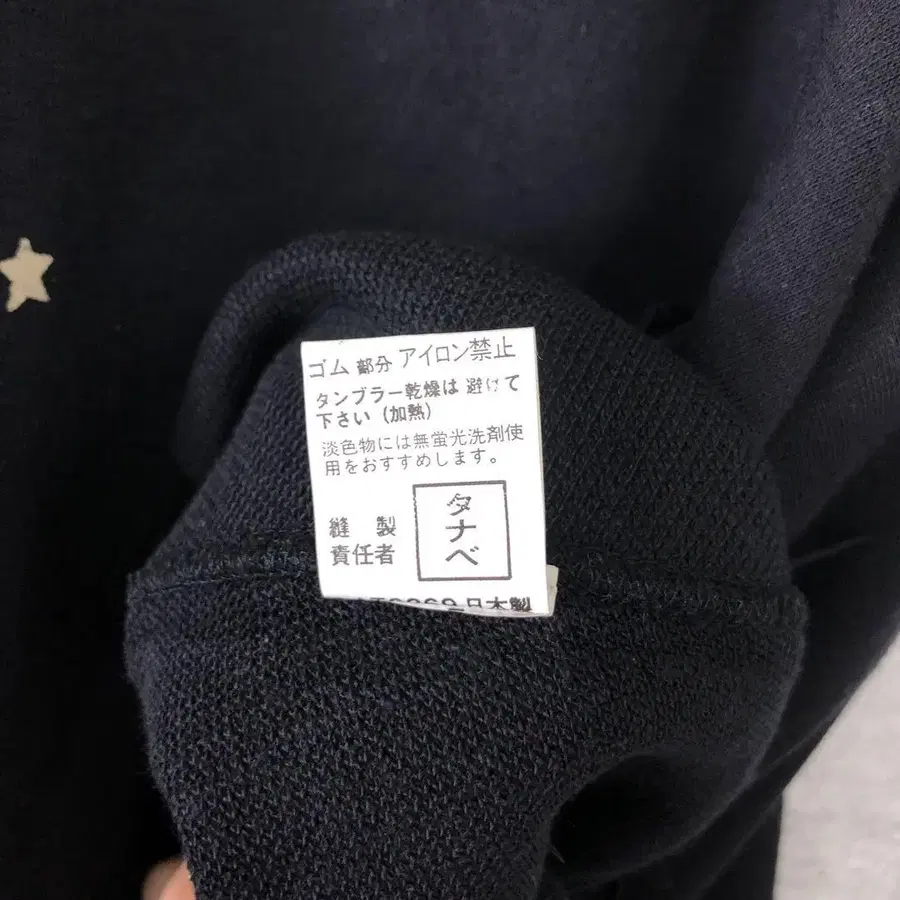 ゴム 部分 アイロン禁止
タンブラー乾燥は 避けて
下さい (加熱)
淡色物には無蛍光洗剤使
用をおすすめします。
縫 製
責任者
タナベ
日本製